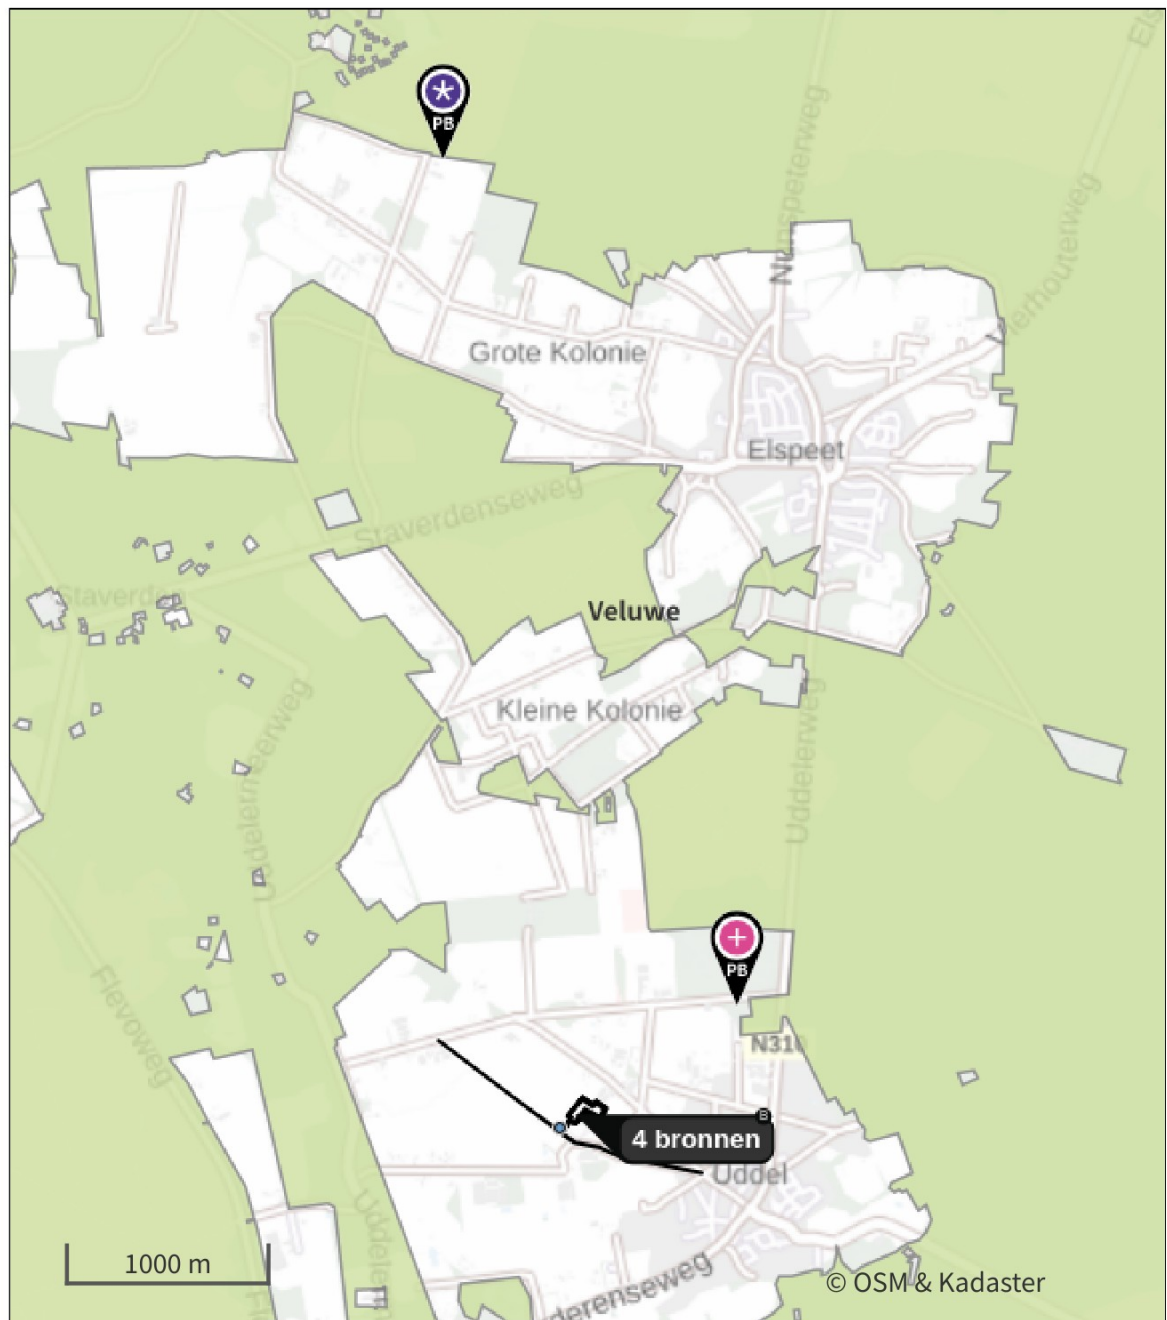 PB
Nunspeterweg
Vierhouterweg
Grote Kolonie
Elspeet
Staverdenseweg
Staverden
Veluwe
Kleine Kolonie
Uddelermeerweg
Uddelerweg
PB
Flevoweg
N310
B
4 bronnen
Uddel
1000 m
© OSM & Kadaster